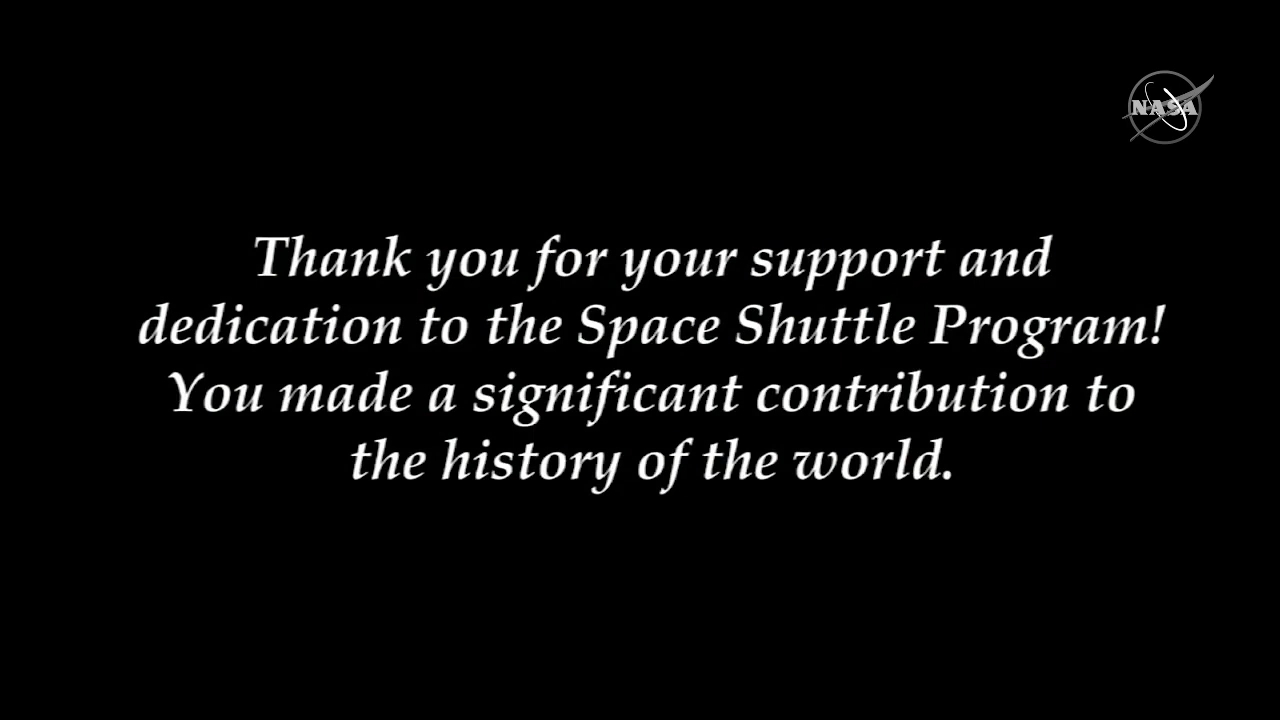 NASA
Thank you for your support and
dedication to the Space Shuttle Program!
You made a significant contribution to
the history of the world.